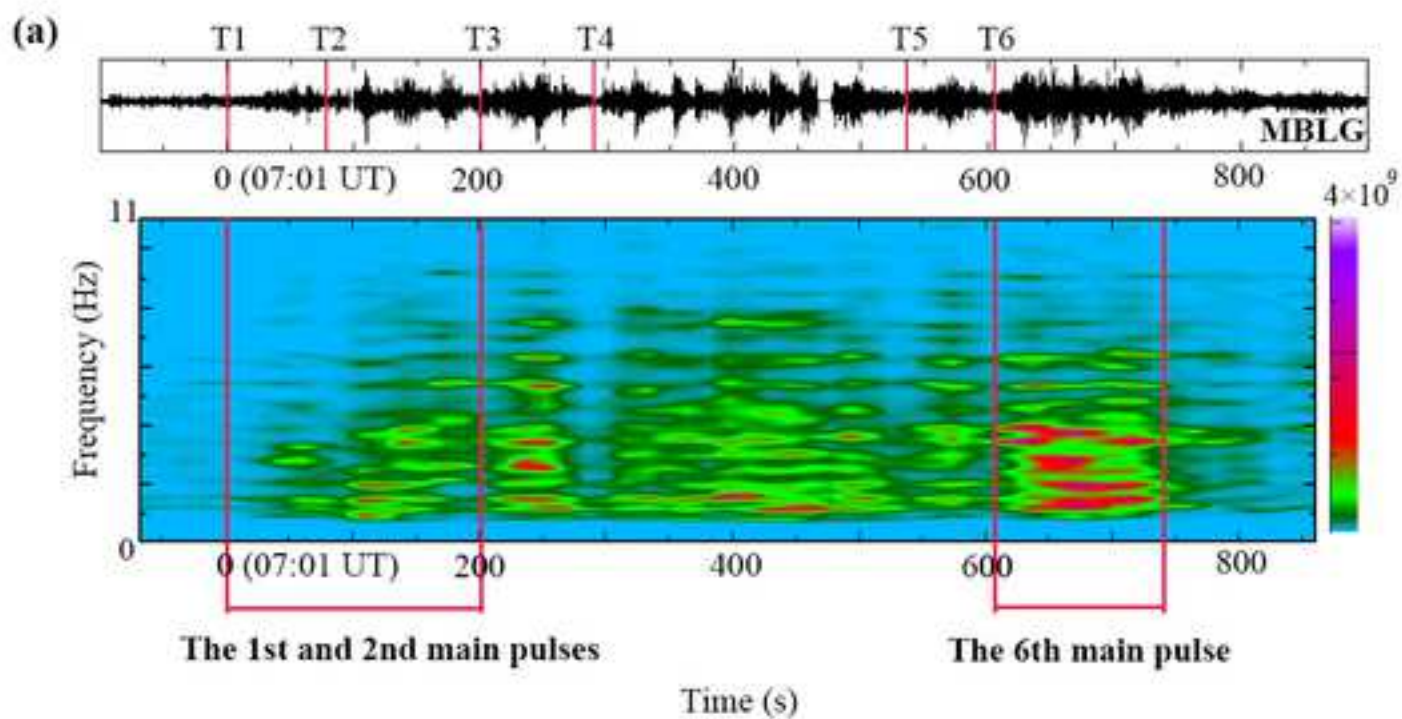 (a)
T1 T2 T3 T4 T5 T6
MBLG
0 (07:01 UT) 200 400 600 800
4×10⁹
11
Frequency (Hz)
0
0 (07:01 UT) 200 400 600 800
The 1st and 2nd main pulses The 6th main pulse
Time (s)